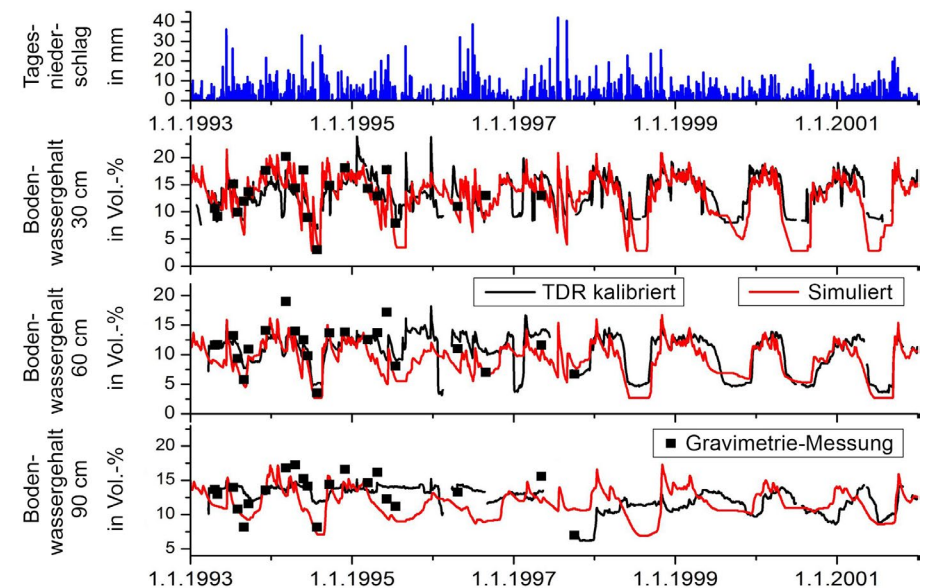 Tages-
nieder-
schlag
in mm
40
30
20
10
0
1.1.1993 1.1.1995 1.1.1997 1.1.1999 1.1.2001
Boden-
wassergehalt
30 cm
in Vol.-%
20
15
10
5
0
TDR kalibriert
Simuliert
Boden-
wassergehalt
60 cm
in Vol.-%
20
15
10
5
0
Gravimetrie-Messung
Boden-
wassergehalt
90 cm
in Vol.-%
20
15
10
5
1.1.1993 1.1.1995 1.1.1997 1.1.1999 1.1.2001